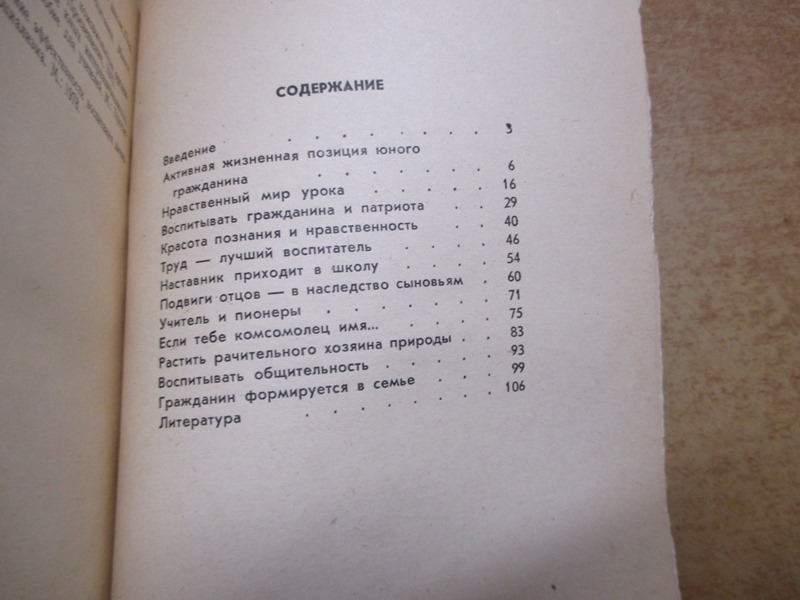 СОДЕРЖАНИЕ
Введение . . . . . . . . 3
Активная жизненная позиция юного
гражданина . . . . . . . 6
Нравственный мир урока . . . . . 16
Воспитывать гражданина и патриота . . 29
Красота познания и нравственность . . 40
Труд — лучший воспитатель . . . . 46
Наставник приходит в школу . . . . 54
Подвиги отцов — в наследство сыновьям . 60
Учитель и пионеры . . . . . . 71
Если тебе комсомолец имя... . . . . 75
Растить рачительного хозяина природы . . 83
Воспитывать общительность . . . . 93
Гражданин формируется в семье . . . 99
Литература . . . . . . . 106